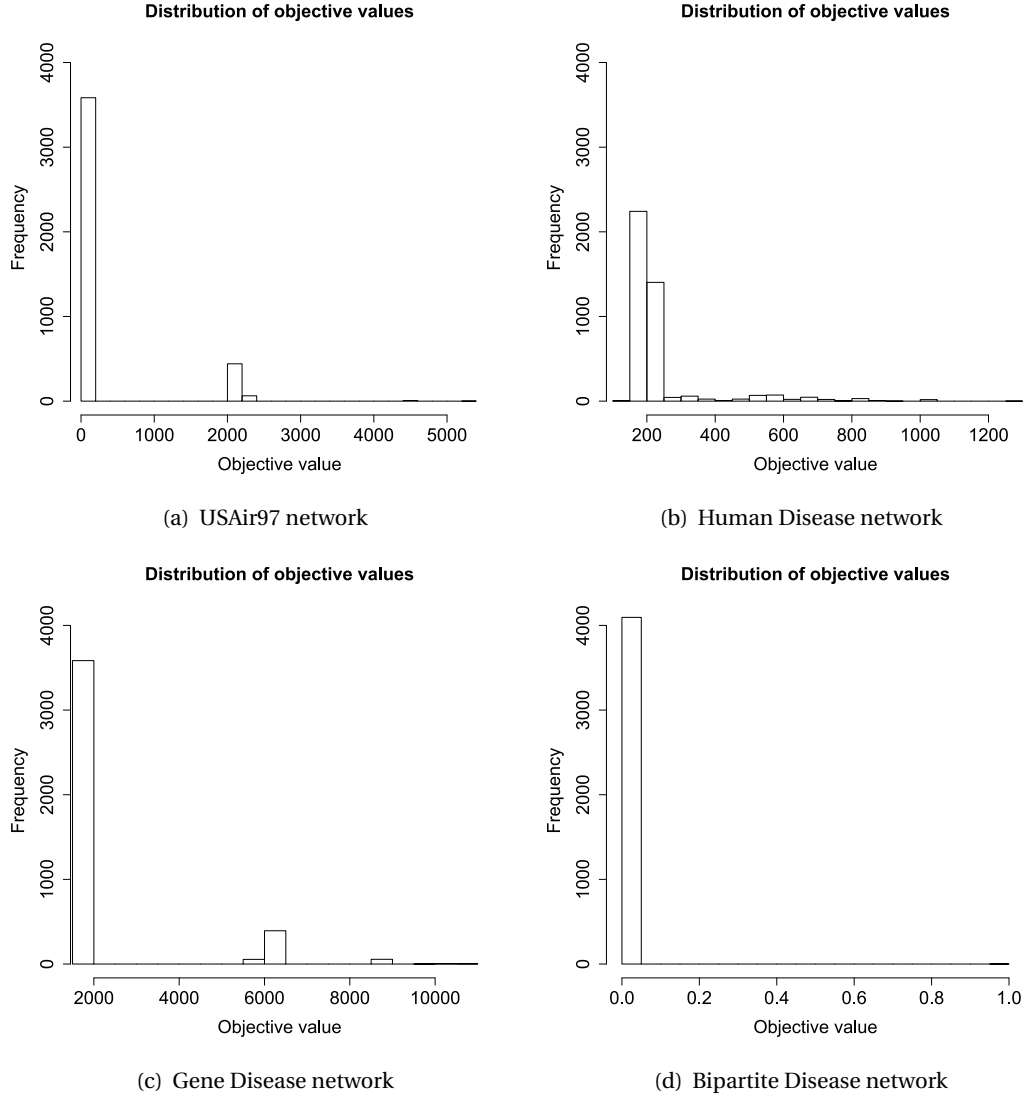 Distribution of objective values
Frequency
4000
3000
2000
1000
0
0 1000 2000 3000 4000 5000
Objective value
(a) USAir97 network
Distribution of objective values
Frequency
4000
3000
2000
1000
0
200 400 600 800 1000 1200
Objective value
(b) Human Disease network
Distribution of objective values
Frequency
4000
3000
2000
1000
0
2000 4000 6000 8000 10000
Objective value
(c) Gene Disease network
Distribution of objective values
Frequency
4000
3000
2000
1000
0
0.0 0.2 0.4 0.6 0.8 1.0
Objective value
(d) Bipartite Disease network